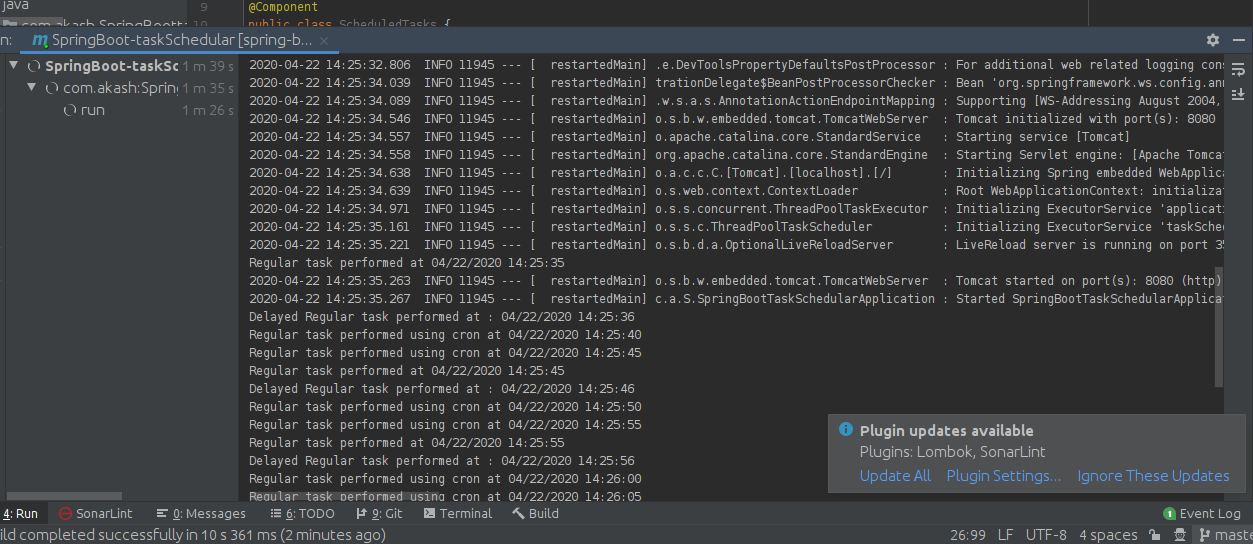 java
9 @Component
com.akash.SpringBoott
10 public class ScheduledTasks {
n: SpringBoot-taskSchedular [spring-b...
SpringBoot-taskSc 1 m 39 s
com.akash:Spring 1 m 35 s
run 1 m 26 s
2020-04-22 14:25:32.806 INFO 11945 --- [ restartedMain] .e.DevToolsPropertyDefaultsPostProcessor : For additional web related logging cons
2020-04-22 14:25:34.039 INFO 11945 --- [ restartedMain] trationDelegate$BeanPostProcessorChecker : Bean 'org.springframework.ws.config.ann
2020-04-22 14:25:34.089 INFO 11945 --- [ restartedMain] .w.s.a.s.AnnotationActionEndpointMapping : Supporting [WS-Addressing August 2004,
2020-04-22 14:25:34.546 INFO 11945 --- [ restartedMain] o.s.b.w.embedded.tomcat.TomcatWebServer : Tomcat initialized with port(s): 8080
2020-04-22 14:25:34.557 INFO 11945 --- [ restartedMain] o.apache.catalina.core.StandardService : Starting service [Tomcat]
2020-04-22 14:25:34.558 INFO 11945 --- [ restartedMain] org.apache.catalina.core.StandardEngine : Starting Servlet engine: [Apache Tomcat
2020-04-22 14:25:34.638 INFO 11945 --- [ restartedMain] o.a.c.c.C.[Tomcat].[localhost].[/] : Initializing Spring embedded WebApplica
2020-04-22 14:25:34.639 INFO 11945 --- [ restartedMain] o.s.web.context.ContextLoader : Root WebApplicationContext: initializat
2020-04-22 14:25:34.971 INFO 11945 --- [ restartedMain] o.s.s.concurrent.ThreadPoolTaskExecutor : Initializing ExecutorService 'applicati
2020-04-22 14:25:35.161 INFO 11945 --- [ restartedMain] o.s.s.c.ThreadPoolTaskScheduler : Initializing ExecutorService 'taskSched
2020-04-22 14:25:35.221 INFO 11945 --- [ restartedMain] o.s.b.d.a.OptionalLiveReloadServer : LiveReload server is running on port 35
Regular task performed at 04/22/2020 14:25:35
2020-04-22 14:25:35.263 INFO 11945 --- [ restartedMain] o.s.b.w.embedded.tomcat.TomcatWebServer : Tomcat started on port(s): 8080 (http)
2020-04-22 14:25:35.267 INFO 11945 --- [ restartedMain] c.a.S.SpringBootTaskSchedularApplication : Started SpringBootTaskSchedularApplicat
Delayed Regular task performed at : 04/22/2020 14:25:36
Regular task performed using cron at 04/22/2020 14:25:40
Regular task performed using cron at 04/22/2020 14:25:45
Regular task performed at 04/22/2020 14:25:45
Delayed Regular task performed at : 04/22/2020 14:25:46
Regular task performed using cron at 04/22/2020 14:25:50
Regular task performed using cron at 04/22/2020 14:25:55
Regular task performed at 04/22/2020 14:25:55
Delayed Regular task performed at : 04/22/2020 14:25:56
Regular task performed using cron at 04/22/2020 14:26:00
Regular task performed using cron at 04/22/2020 14:26:05
Plugin updates available
Plugins: Lombok, SonarLint
Update All Plugin Settings... Ignore These Updates
4: Run SonarLint 0: Messages 6: TODO 9: Git Terminal Build 1 Event Log
ild completed successfully in 10 s 361 ms (2 minutes ago) 26:99 LF UTF-8 4 spaces maste